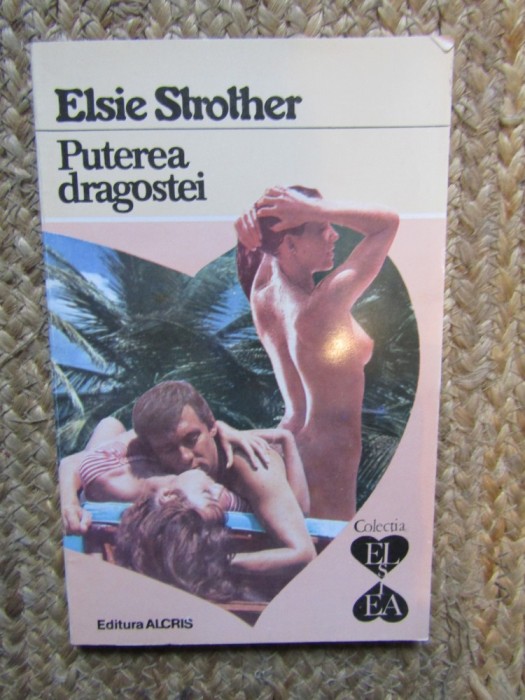 Elsie Strother
Puterea
dragostei
Colecția
EL
și
EA
Editura ALCRIS